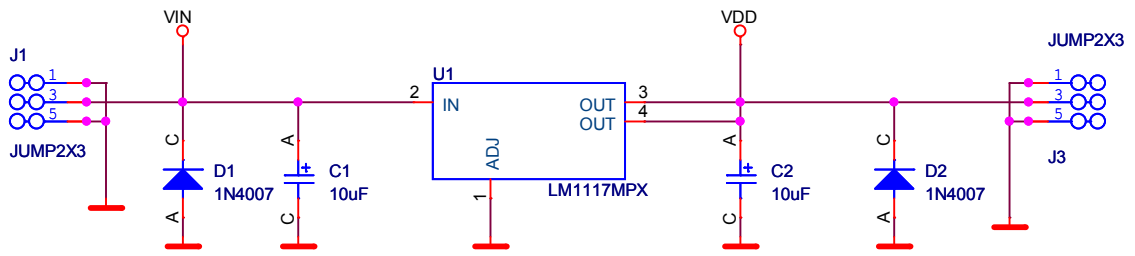 VIN
VDD
J1
JUMP2X3
1
3
5
JUMP2X3
U1
2
IN
OUT
3
OUT
4
ADJ
1
LM1117MPX
C
D1
1N4007
A
A
C1
10uF
C
A
C2
10uF
C
C
D2
1N4007
A
1
3
5
J3